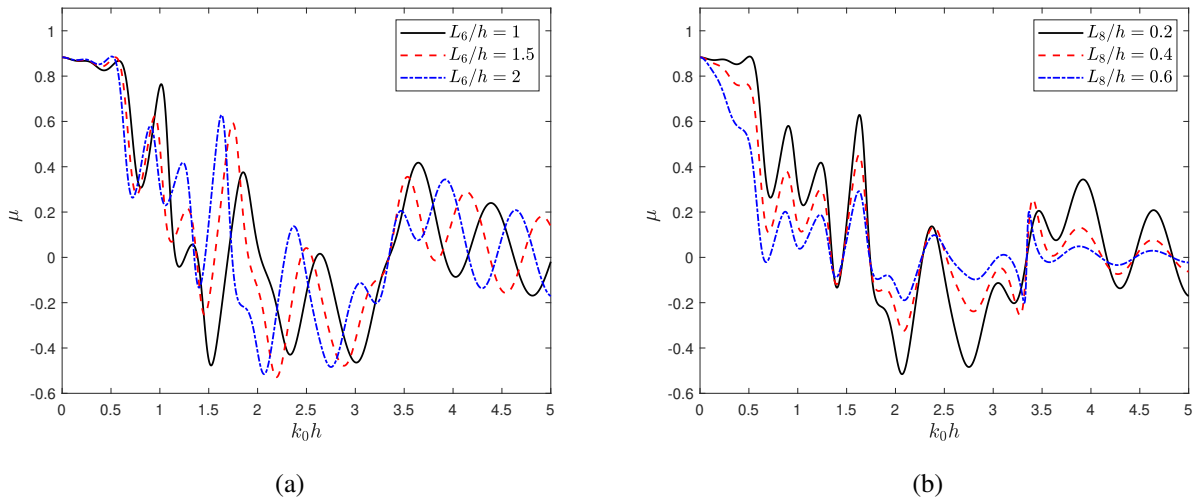 1
0.8
0.6
0.4
0.2
0
-0.2
-0.4
-0.6
μ
0 0.5 1 1.5 2 2.5 3 3.5 4 4.5 5
k₀h
L₆/h = 1
L₆/h = 1.5
L₆/h = 2
(a)
1
0.8
0.6
0.4
0.2
0
-0.2
-0.4
-0.6
μ
0 0.5 1 1.5 2 2.5 3 3.5 4 4.5 5
k₀h
L₈/h = 0.2
L₈/h = 0.4
L₈/h = 0.6
(b)